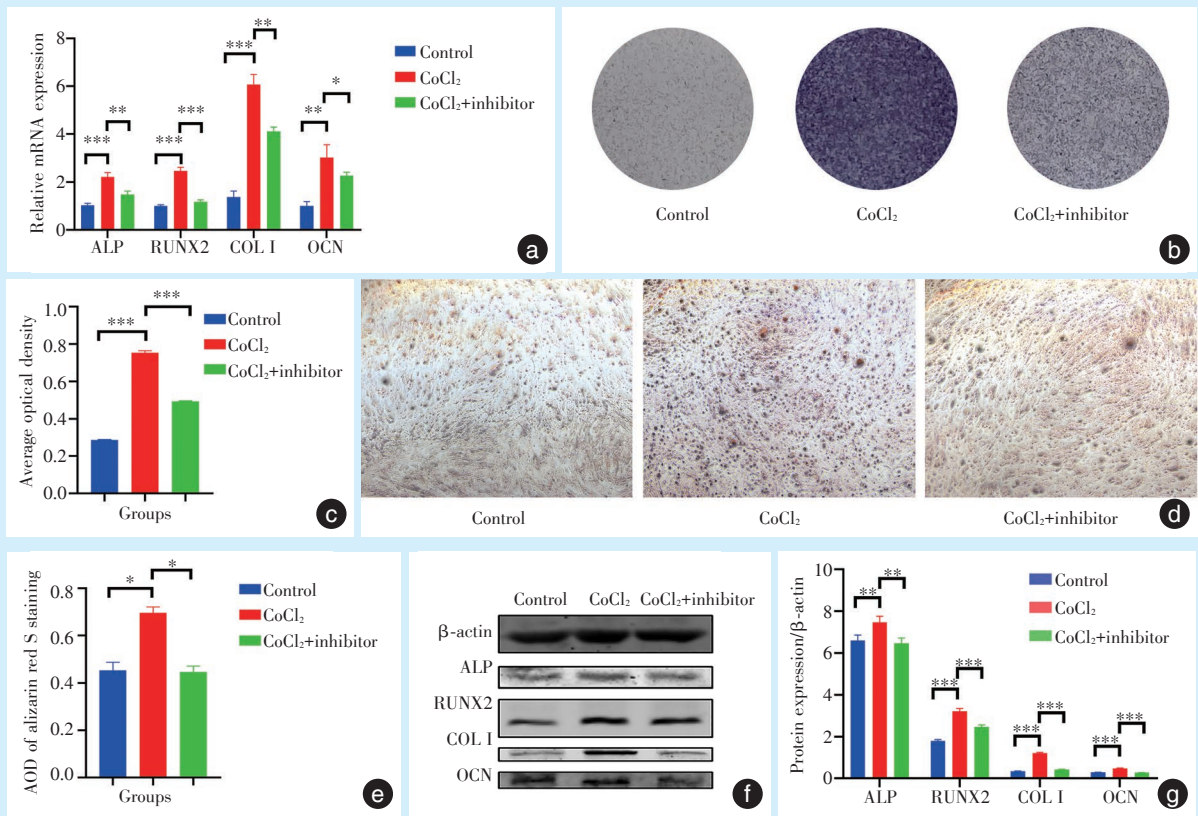 Relative mRNA expression
8
6
4
2
0
***
**
***
***
***
**
**
*
ALP RUNX2 COL I OCN
Control
CoCl₂
CoCl₂+inhibitor
a
Control CoCl₂ CoCl₂+inhibitor
b
Average optical density
1.0
0.8
0.6
0.4
0.2
0.0
***
***
Groups
Control
CoCl₂
CoCl₂+inhibitor
c
Control CoCl₂ CoCl₂+inhibitor
d
AOD of alizarin red S staining
0.8
0.6
0.4
0.2
0.0
*
*
Groups
Control
CoCl₂
CoCl₂+inhibitor
e
Control CoCl₂ CoCl₂+inhibitor
β-actin
ALP
RUNX2
COL I
OCN
f
Protein expression/β-actin
10
8
6
4
2
0
**
**
***
***
***
***
***
***
ALP RUNX2 COL I OCN
Control
CoCl₂
CoCl₂+inhibitor
g